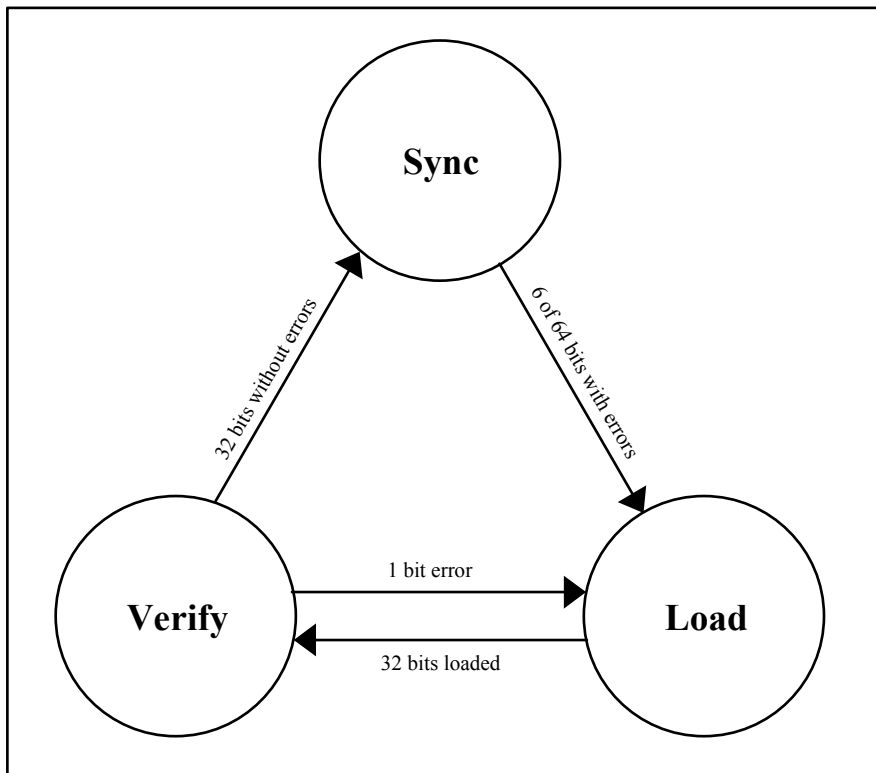 Sync
32 bits without errors
6 of 64 bits with errors
1 bit error
Verify
Load
32 bits loaded